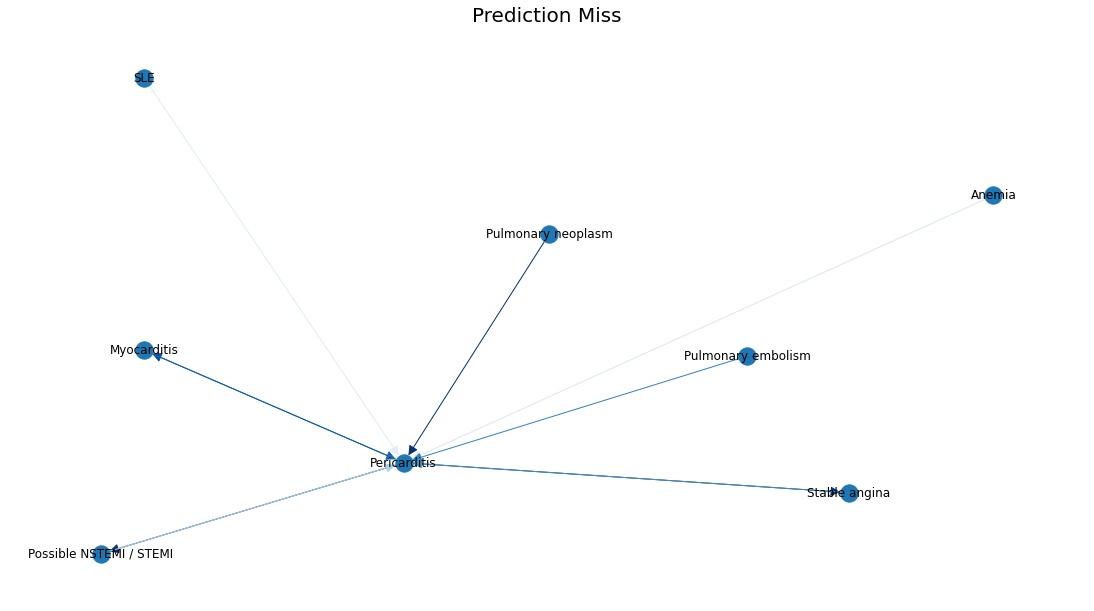 Prediction Miss
SLE
Anemia
Pulmonary neoplasm
Myocarditis
Pulmonary embolism
Pericarditis
Stable angina
Possible NSTEMI / STEMI